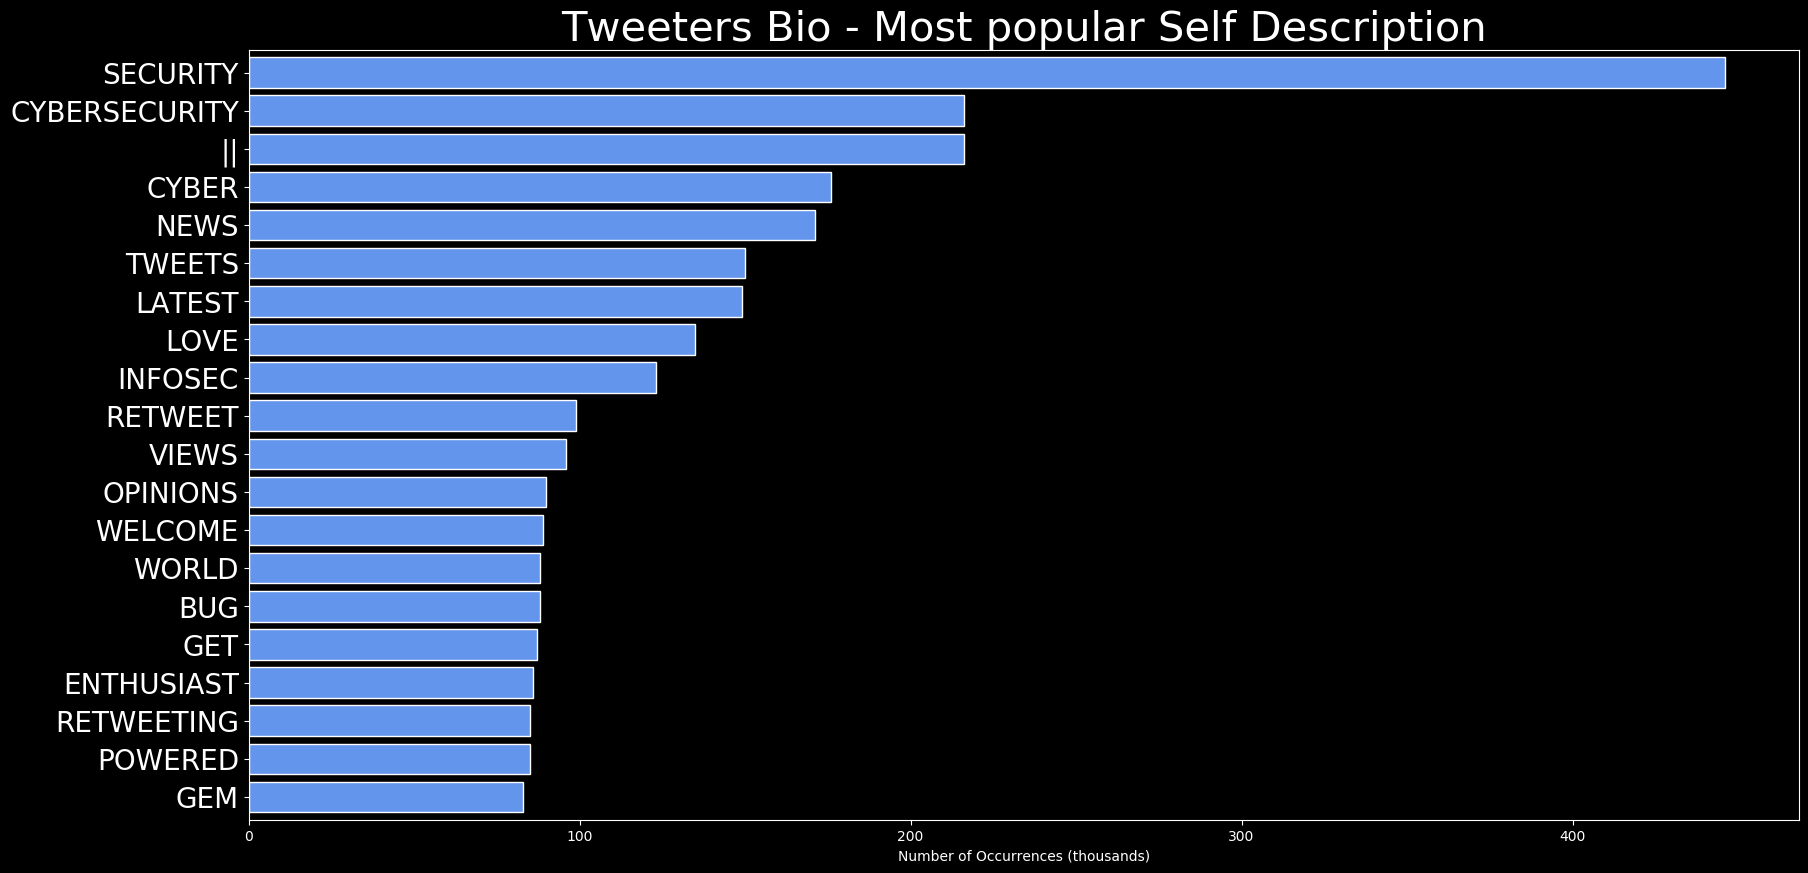 Tweeters Bio - Most popular Self Description
SECURITY
CYBERSECURITY
||
CYBER
NEWS
TWEETS
LATEST
LOVE
INFOSEC
RETWEET
VIEWS
OPINIONS
WELCOME
WORLD
BUG
GET
ENTHUSIAST
RETWEETING
POWERED
GEM
0 100 200 300 400
Number of Occurrences (thousands)